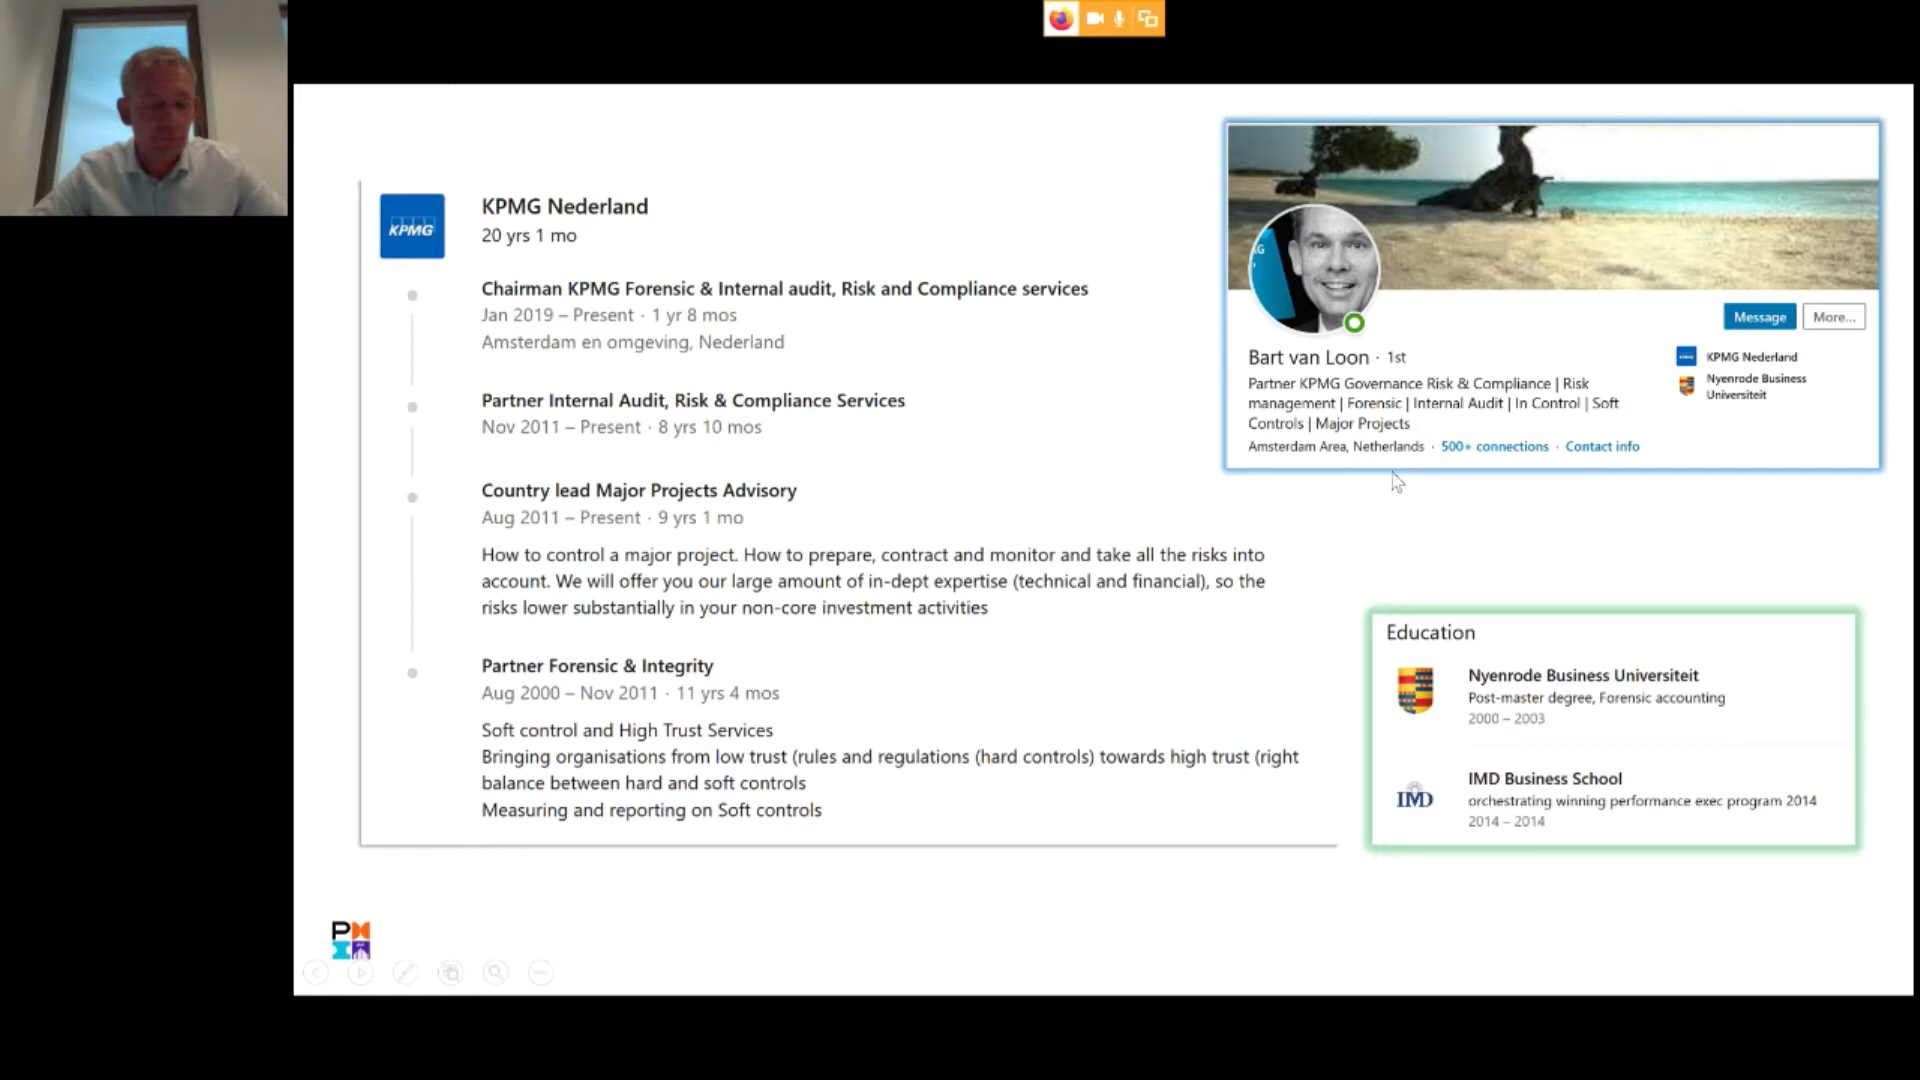 KPMG
KPMG Nederland
20 yrs 1 mo
Chairman KPMG Forensic & Internal audit, Risk and Compliance services
Jan 2019 – Present · 1 yr 8 mos
Amsterdam en omgeving, Nederland
Partner Internal Audit, Risk & Compliance Services
Nov 2011 – Present · 8 yrs 10 mos
Country lead Major Projects Advisory
Aug 2011 – Present · 9 yrs 1 mo
How to control a major project. How to prepare, contract and monitor and take all the risks into
account. We will offer you our large amount of in-dept expertise (technical and financial), so the
risks lower substantially in your non-core investment activities
Partner Forensic & Integrity
Aug 2000 – Nov 2011 · 11 yrs 4 mos
Soft control and High Trust Services
Bringing organisations from low trust (rules and regulations (hard controls) towards high trust (right
balance between hard and soft controls
Measuring and reporting on Soft controls
Message
More...
Bart van Loon · 1st
Partner KPMG Governance Risk & Compliance | Risk
management | Forensic | Internal Audit | In Control | Soft
Controls | Major Projects
Amsterdam Area, Netherlands · 500+ connections · Contact info
KPMG Nederland
Nyenrode Business
Universiteit
Education
Nyenrode Business Universiteit
Post-master degree, Forensic accounting
2000 – 2003
IMD
IMD Business School
orchestrating winning performance exec program 2014
2014 – 2014